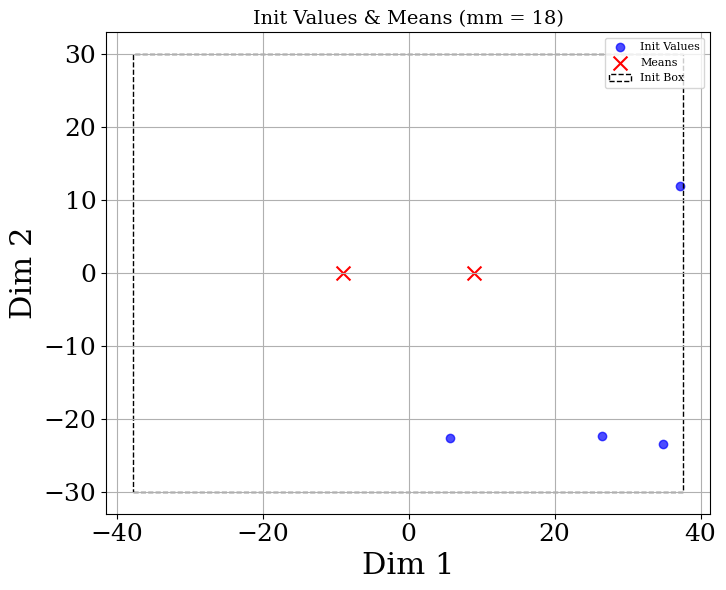 Init Values & Means (mm = 18)
Init Values
Means
Init Box
30
20
10
0
−10
−20
−30
Dim 2
−40
−20
0
20
40
Dim 1